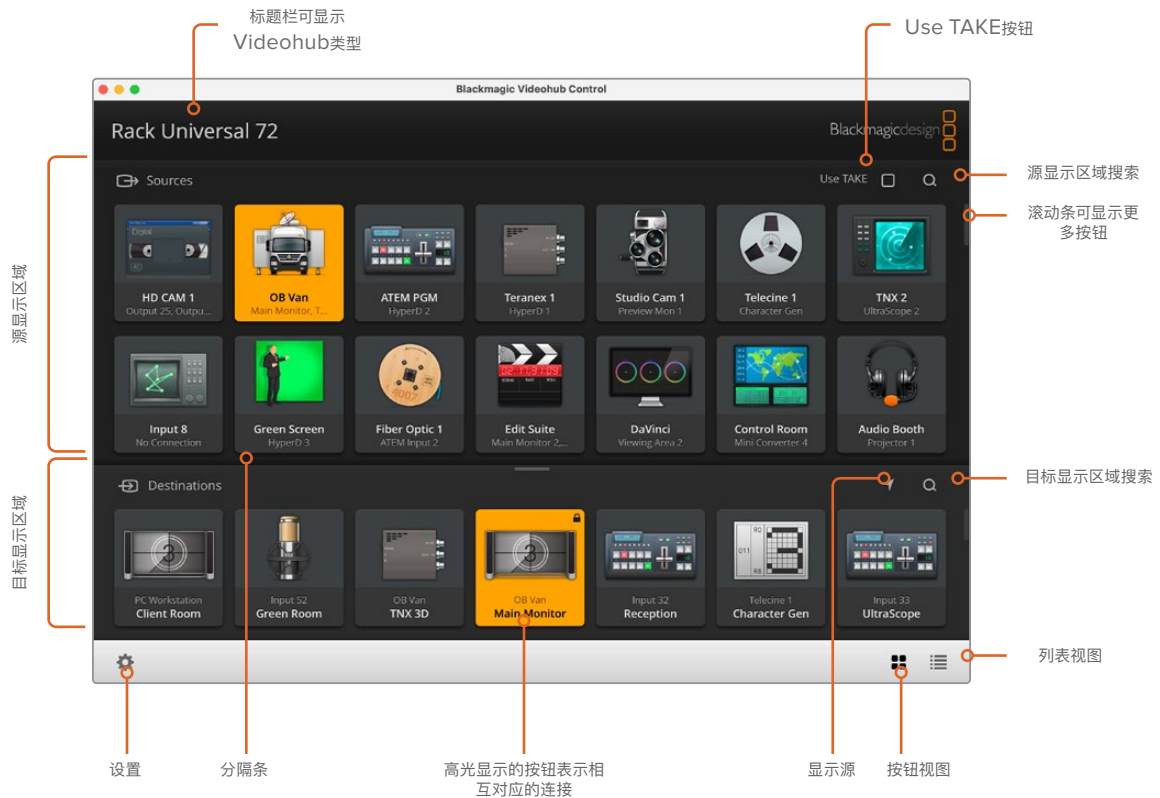 标题栏可显示
Videohub类型
Use TAKE按钮
Blackmagic Videohub Control
Rack Universal 72
Blackmagicdesign
源显示区域
Sources
Use TAKE
源显示区域搜索
滚动条可显示更
多按钮
Digital
HD CAM 1
Output 25, Outpu...
OB Van
Main Monitor, T...
ATEM PGM
HyperD 2
Teranex 1
HyperD 1
Studio Cam 1
Preview Mon 1
Telecine 1
Character Gen
TNX 2
UltraScope 2
4007
Input 8
No Connection
Green Screen
HyperD 3
Fiber Optic 1
ATEM Input 2
Edit Suite
Main Monitor 2,...
DaVinci
Viewing Area 2
Control Room
Mini Converter 4
Audio Booth
Projector 1
目标显示区域
Destinations
目标显示区域搜索
3
3
R0
O11
R8
PC Workstation
Client Room
Input 52
Green Room
OB Van
TNX 3D
OB Van
Main Monitor
Input 32
Reception
Telecine 1
Character Gen
Input 33
UltraScope
列表视图
设置
分隔条
高光显示的按钮表示相
互对应的连接
显示源
按钮视图